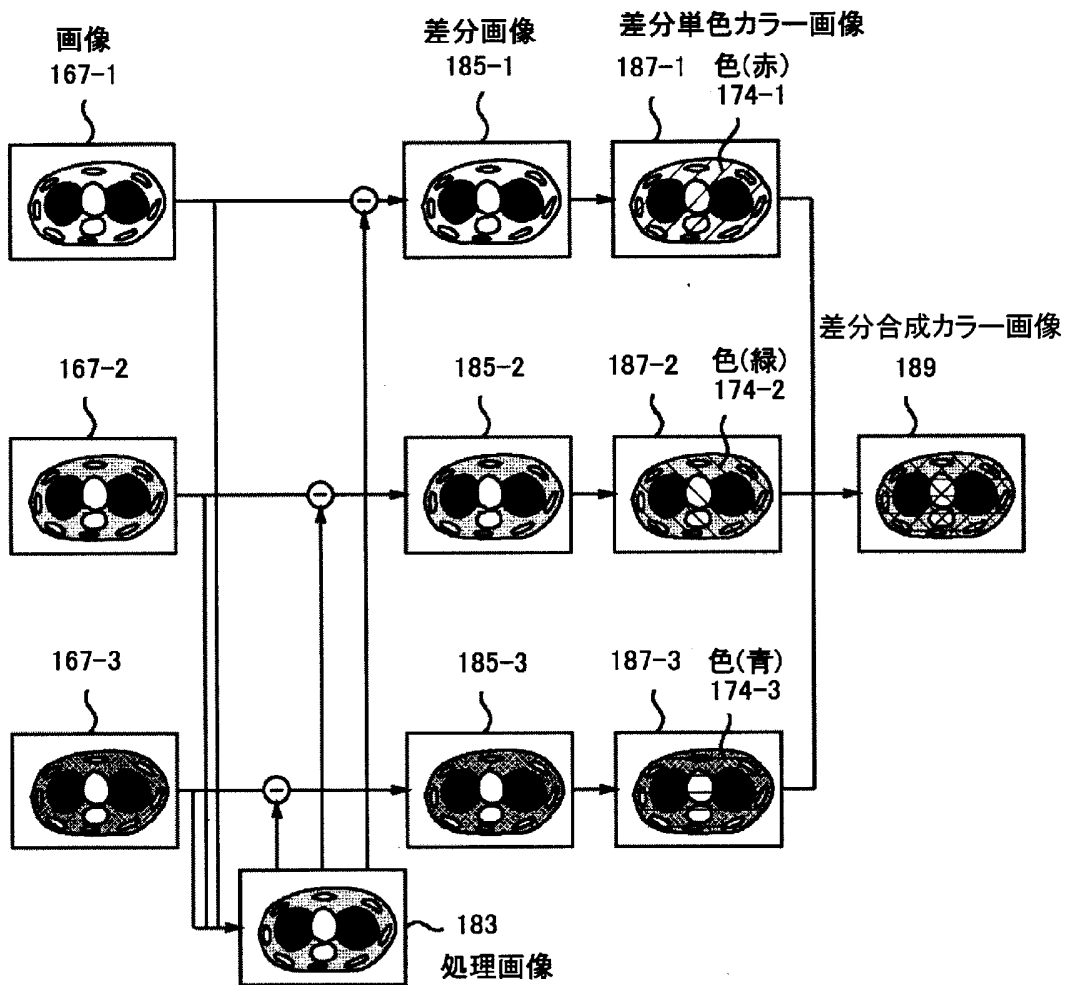 画像
167-1
差分画像
185-1
差分単色カラー画像
187-1
色(赤)
174-1
167-2
185-2
187-2
色(緑)
174-2
差分合成カラー画像
189
167-3
185-3
187-3
色(青)
174-3
183
処理画像